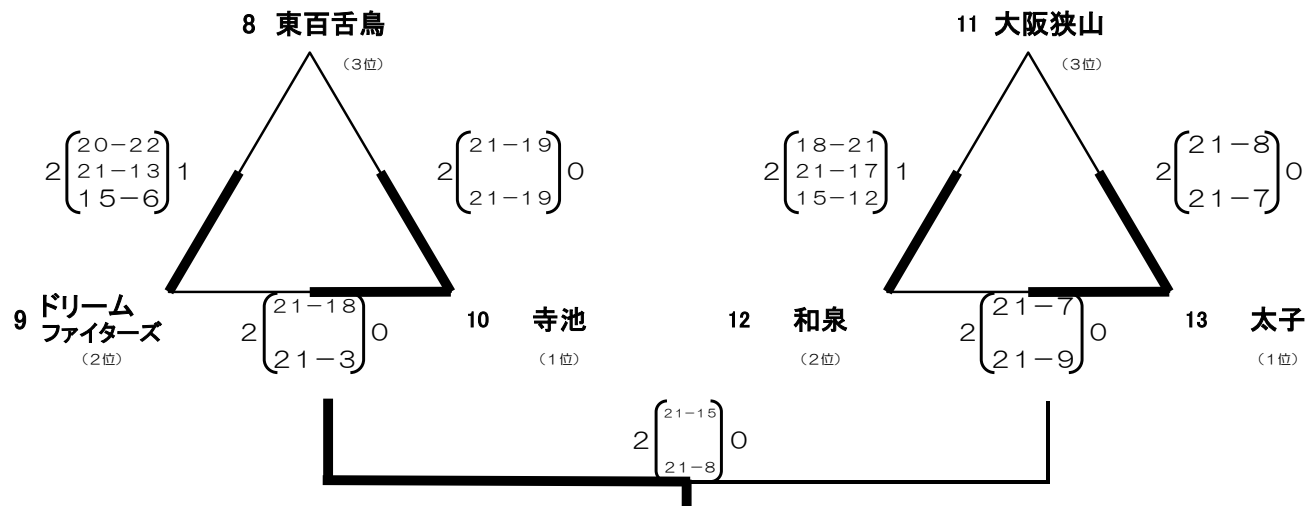 8 東百舌鳥
(3位)
11 大阪狭山
(3位)
2 20-22 1
21-13
15-6
2 21-19 0
21-19
2 18-21 1
21-17
15-12
2 21-8 0
21-7
9 ドリーム
ファイターズ
(2位)
2 21-18 0
21-3
10 寺池
(1位)
12 和泉
(2位)
2 21-7 0
21-9
13 太子
(1位)
2 21-15 0
21-8